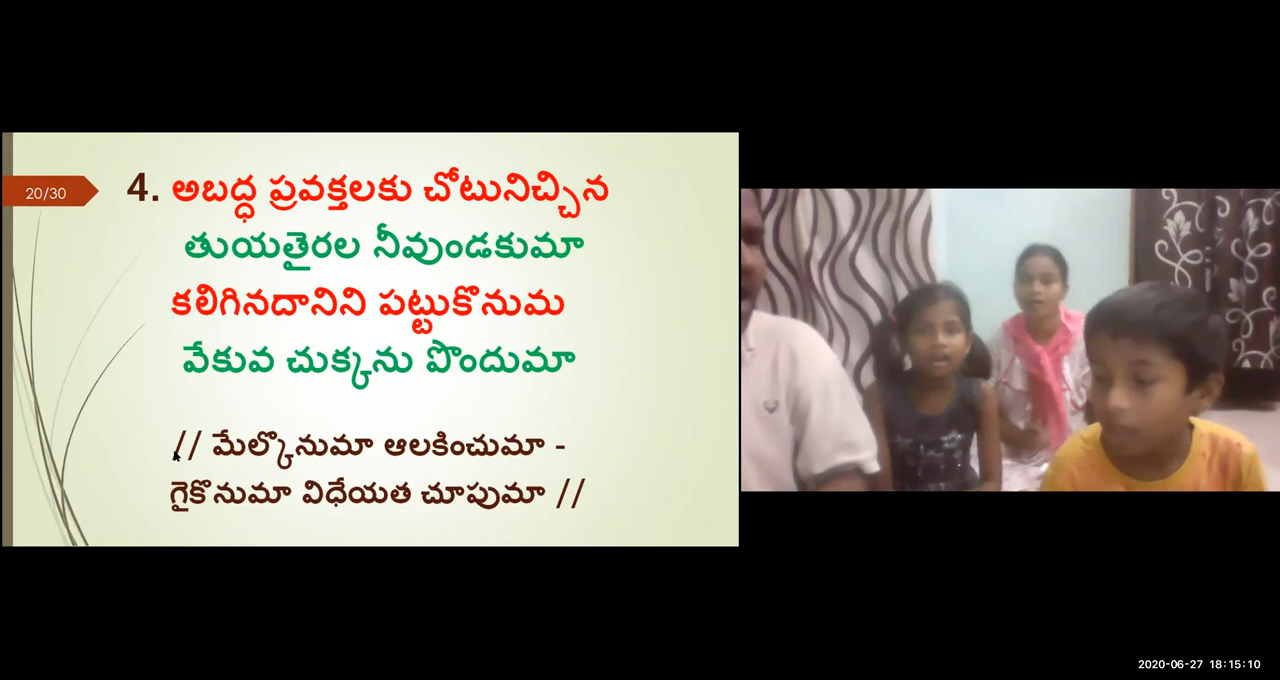 20/30
4. అబద్ధ ప్రవక్తలకు చోటునిచ్చిన
తుయతైరల నీవుండకుమా
కలిగినదానిని పట్టుకొనుమ
వేకువ చుక్కను పొందుమా
// మేల్కొనుమా ఆలకించుమా -
గైకొనుమా విధేయత చూపుమా //
2020-06-27 18:15:10